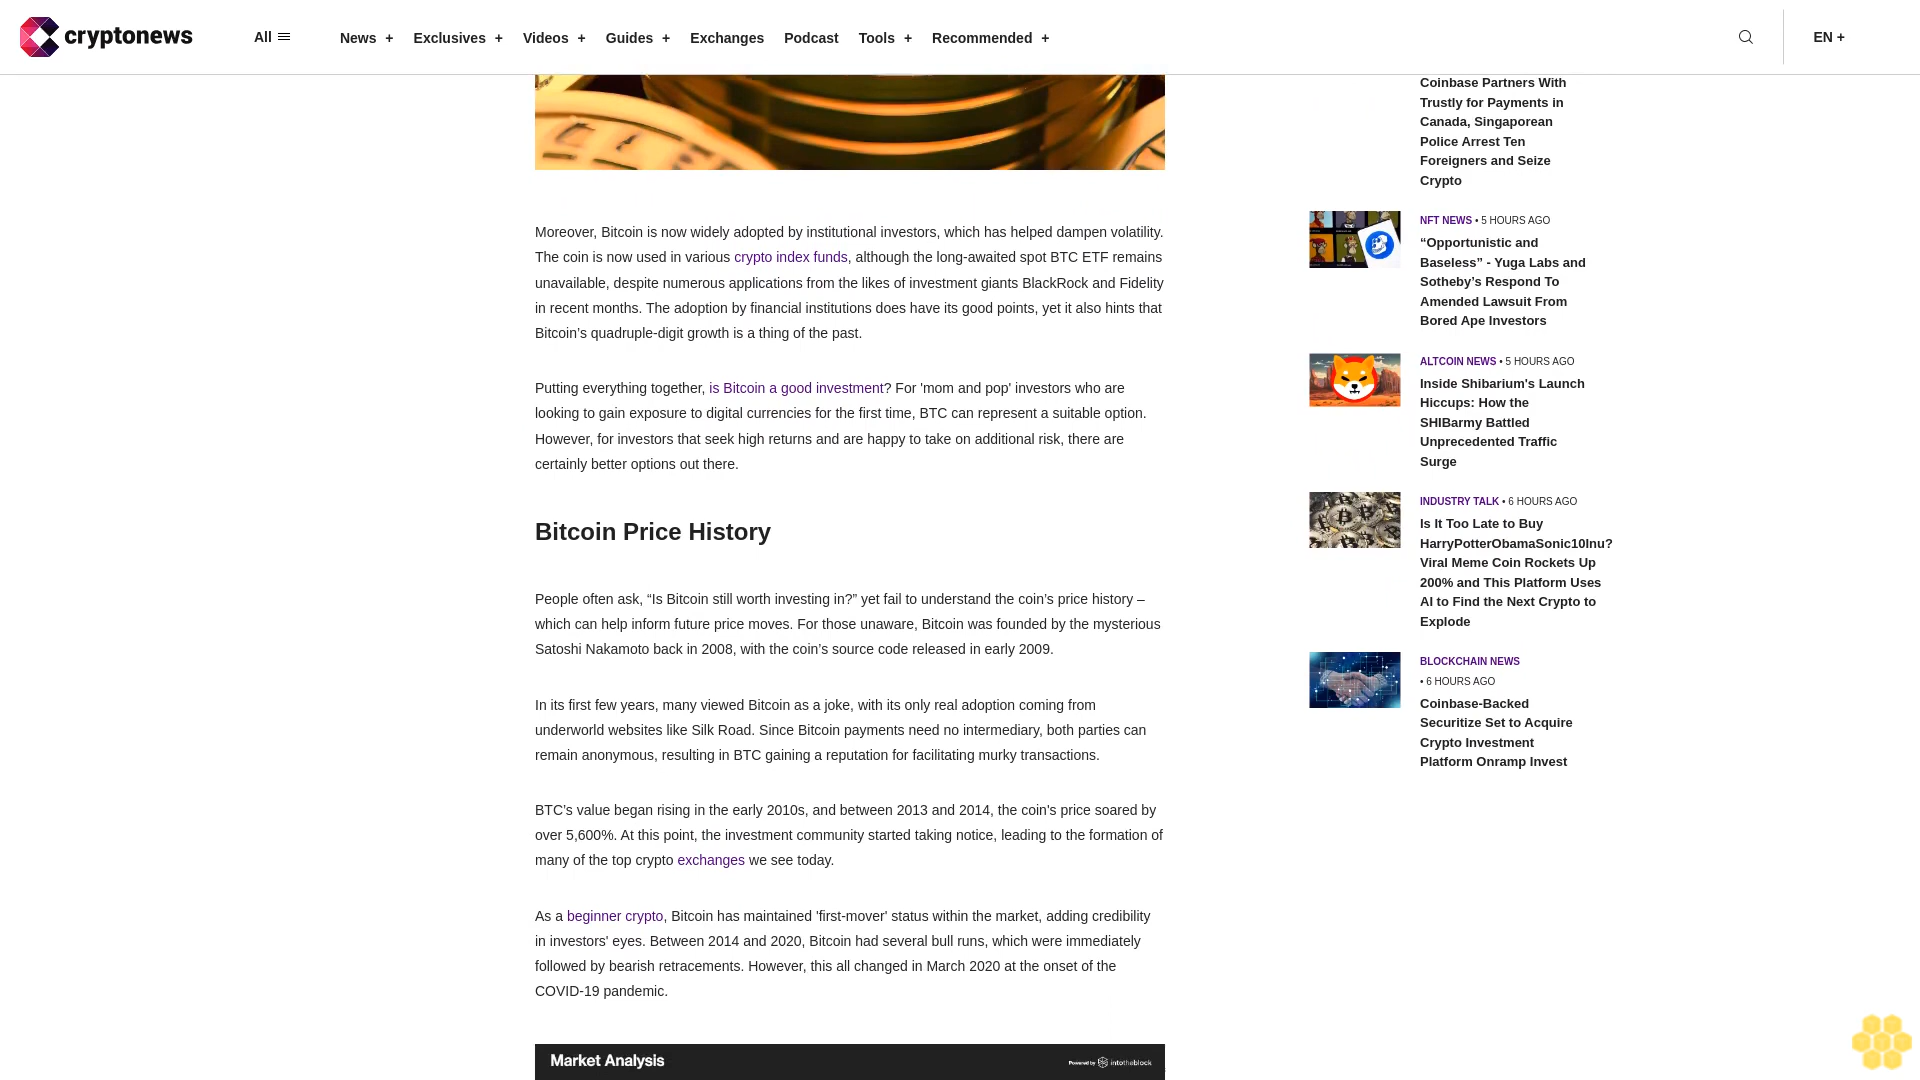 cryptonews
All
News +
Exclusives +
Videos +
Guides +
Exchanges
Podcast
Tools +
Recommended +
EN +
Moreover, Bitcoin is now widely adopted by institutional investors, which has helped dampen volatility.
The coin is now used in various crypto index funds, although the long-awaited spot BTC ETF remains
unavailable, despite numerous applications from the likes of investment giants BlackRock and Fidelity
in recent months. The adoption by financial institutions does have its good points, yet it also hints that
Bitcoin’s quadruple-digit growth is a thing of the past.
Putting everything together, is Bitcoin a good investment? For 'mom and pop' investors who are
looking to gain exposure to digital currencies for the first time, BTC can represent a suitable option.
However, for investors that seek high returns and are happy to take on additional risk, there are
certainly better options out there.
Bitcoin Price History
People often ask, “Is Bitcoin still worth investing in?” yet fail to understand the coin’s price history –
which can help inform future price moves. For those unaware, Bitcoin was founded by the mysterious
Satoshi Nakamoto back in 2008, with the coin’s source code released in early 2009.
In its first few years, many viewed Bitcoin as a joke, with its only real adoption coming from
underworld websites like Silk Road. Since Bitcoin payments need no intermediary, both parties can
remain anonymous, resulting in BTC gaining a reputation for facilitating murky transactions.
BTC’s value began rising in the early 2010s, and between 2013 and 2014, the coin's price soared by
over 5,600%. At this point, the investment community started taking notice, leading to the formation of
many of the top crypto exchanges we see today.
As a beginner crypto, Bitcoin has maintained 'first-mover' status within the market, adding credibility
in investors' eyes. Between 2014 and 2020, Bitcoin had several bull runs, which were immediately
followed by bearish retracements. However, this all changed in March 2020 at the onset of the
COVID-19 pandemic.
Market Analysis
Powered by intotheblock
Coinbase Partners With
Trustly for Payments in
Canada, Singaporean
Police Arrest Ten
Foreigners and Seize
Crypto
NFT NEWS • 5 HOURS AGO
“Opportunistic and
Baseless” - Yuga Labs and
Sotheby’s Respond To
Amended Lawsuit From
Bored Ape Investors
ALTCOIN NEWS • 5 HOURS AGO
Inside Shibarium's Launch
Hiccups: How the
SHIBarmy Battled
Unprecedented Traffic
Surge
INDUSTRY TALK • 6 HOURS AGO
Is It Too Late to Buy
HarryPotterObamaSonic10Inu?
Viral Meme Coin Rockets Up
200% and This Platform Uses
AI to Find the Next Crypto to
Explode
BLOCKCHAIN NEWS
• 6 HOURS AGO
Coinbase-Backed
Securitize Set to Acquire
Crypto Investment
Platform Onramp Invest